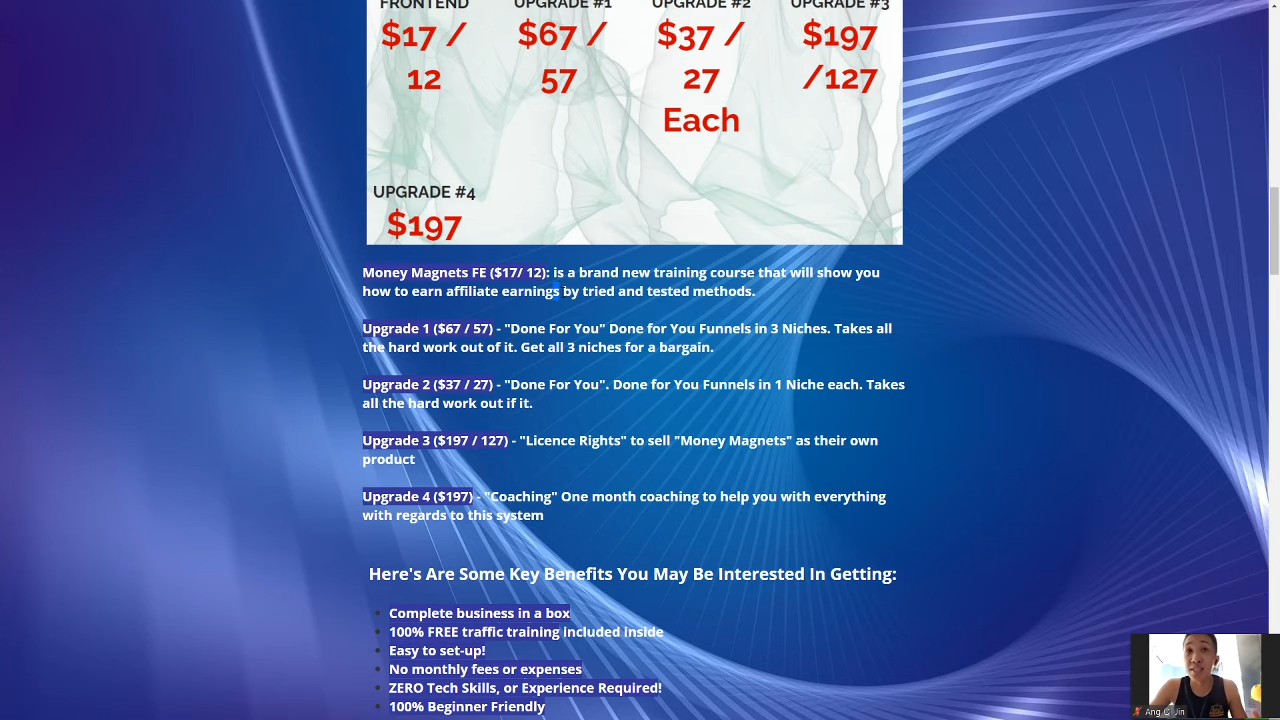 FRONTEND UPGRADE #1 UPGRADE #2 UPGRADE #3
$17 / $67 / $37 / $197
12 57 27 /127
Each
UPGRADE #4
$197
Money Magnets FE ($17/ 12): is a brand new training course that will show you
how to earn affiliate earnings by tried and tested methods.
Upgrade 1 ($67 / 57) - "Done For You" Done for You Funnels in 3 Niches. Takes all
the hard work out of it. Get all 3 niches for a bargain.
Upgrade 2 ($37 / 27) - "Done For You". Done for You Funnels in 1 Niche each. Takes
all the hard work out if it.
Upgrade 3 ($197 / 127) - "Licence Rights" to sell "Money Magnets" as their own
product
Upgrade 4 ($197) - "Coaching" One month coaching to help you with everything
with regards to this system
Here's Are Some Key Benefits You May Be Interested In Getting:
Complete business in a box
100% FREE traffic training included inside
Easy to set-up!
No monthly fees or expenses
ZERO Tech Skills, or Experience Required!
100% Beginner Friendly